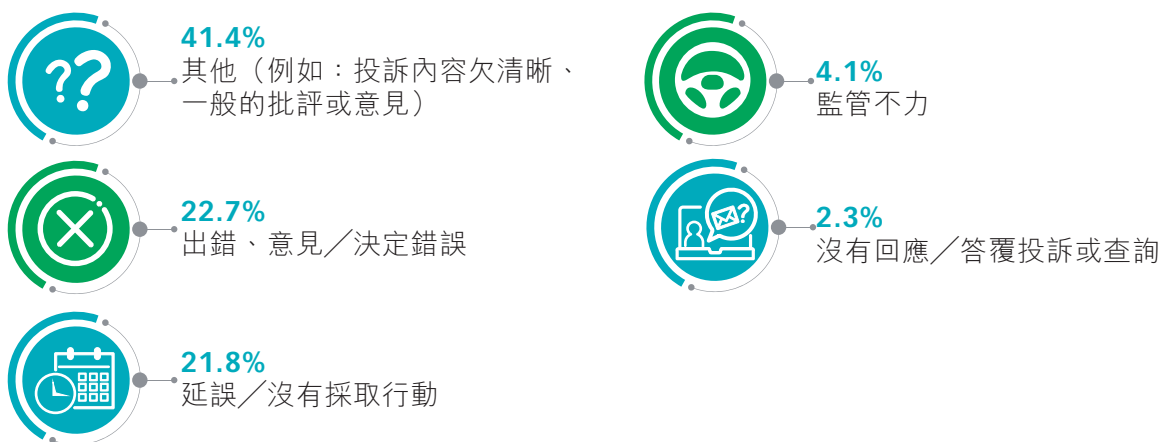 41.4%
其他（例如：投訴內容欠清晰、
一般的批評或意見）
22.7%
出錯、意見／決定錯誤
21.8%
延誤／沒有採取行動
4.1%
監管不力
2.3%
沒有回應／答覆投訴或查詢